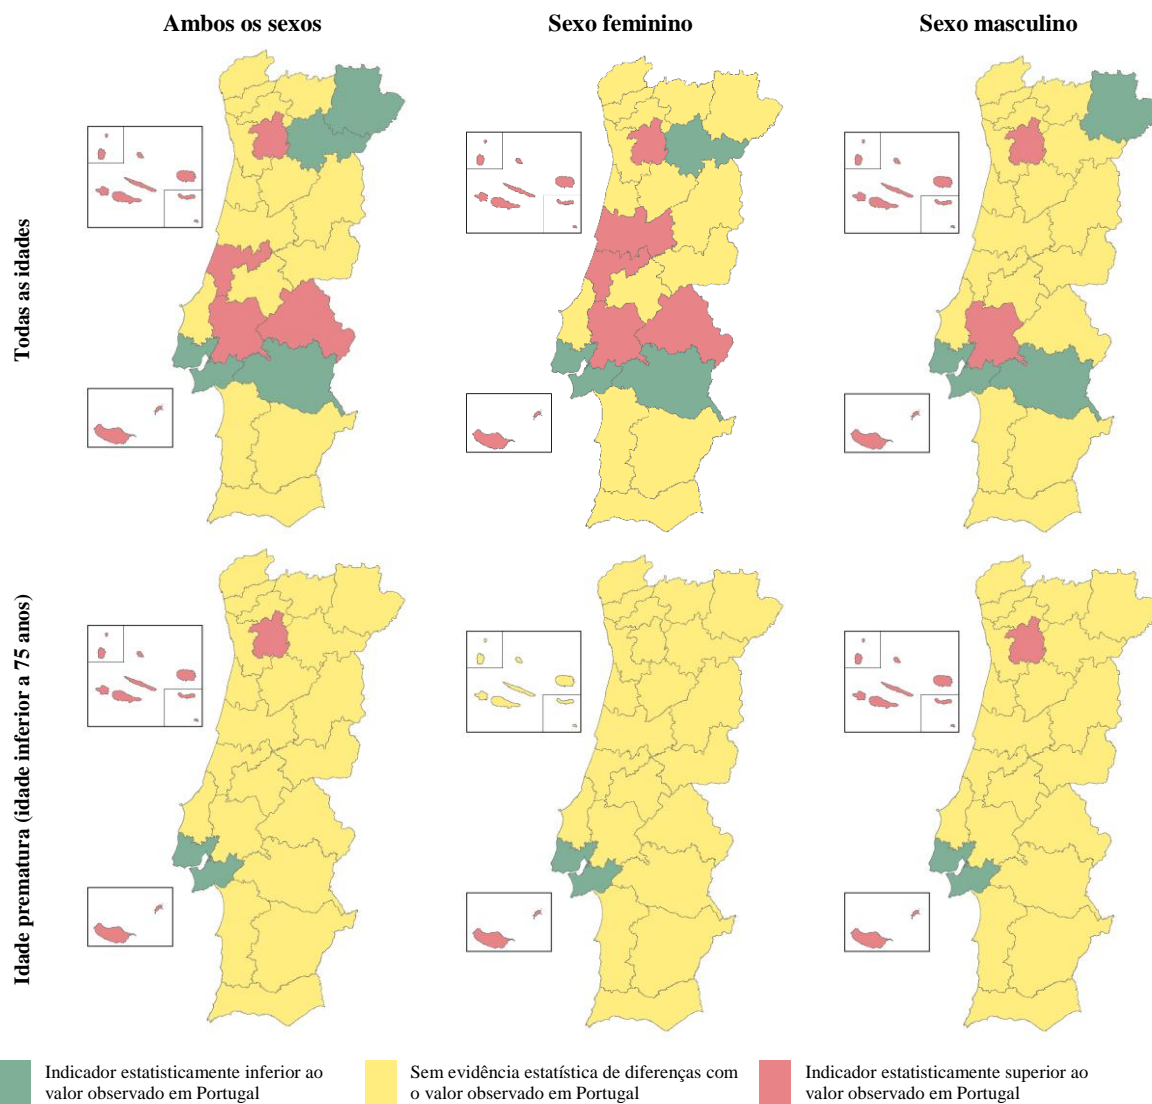 Ambos os sexos
Sexo feminino
Sexo masculino
Todas as idades
Idade prematura (idade inferior a 75 anos)
Indicador estatisticamente inferior ao
valor observado em Portugal
Sem evidência estatística de diferenças com
o valor observado em Portugal
Indicador estatisticamente superior ao
valor observado em Portugal